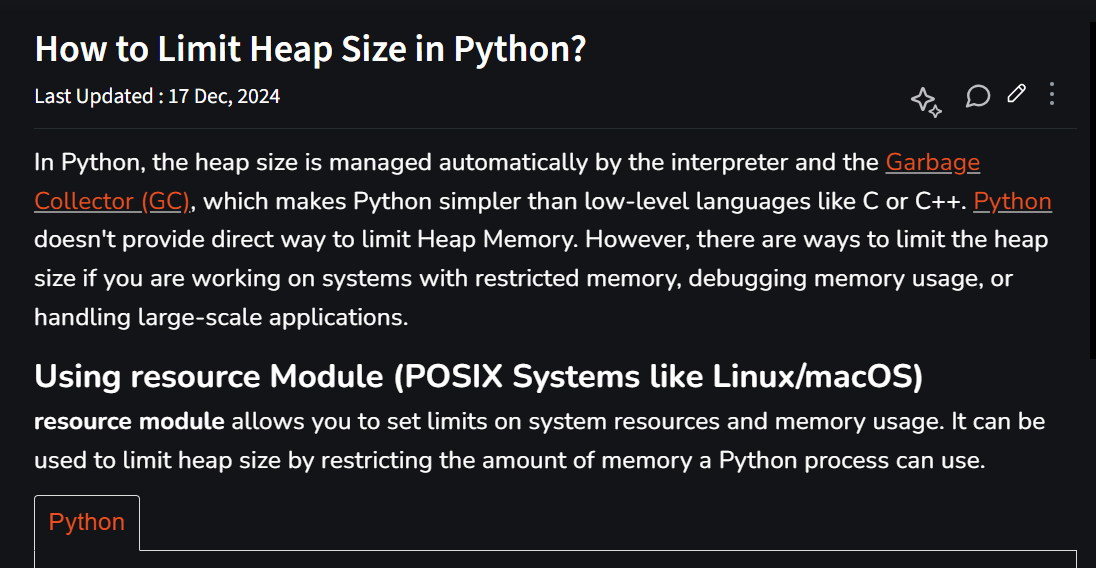 How to Limit Heap Size in Python?
Last Updated : 17 Dec, 2024
In Python, the heap size is managed automatically by the interpreter and the Garbage
Collector (GC), which makes Python simpler than low-level languages like C or C++. Python
doesn't provide direct way to limit Heap Memory. However, there are ways to limit the heap
size if you are working on systems with restricted memory, debugging memory usage, or
handling large-scale applications.
Using resource Module (POSIX Systems like Linux/macOS)
resource module allows you to set limits on system resources and memory usage. It can be
used to limit heap size by restricting the amount of memory a Python process can use.
Python